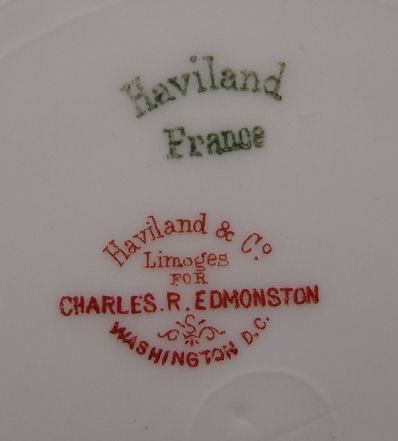 Haviland
France
Haviland & Co.
Limoges
FOR
CHARLES. R. EDMONSTON
S
WASHINGTON D.C.